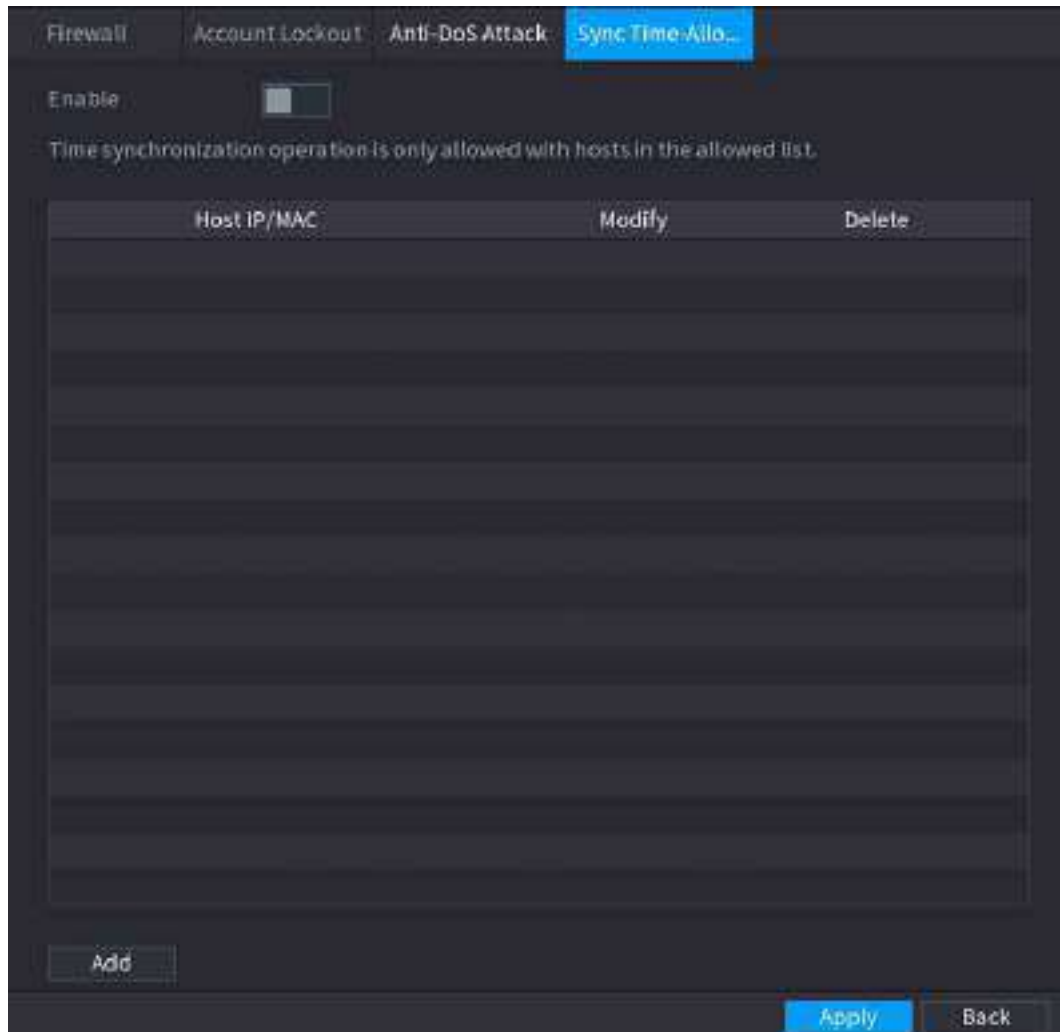 Firewall Account Lockout Anti-DoS Attack Sync Time-Allo...
Enable
Time synchronization operation is only allowed with hosts in the allowed list.
Host IP/MAC Modify Delete
Add
Apply Back